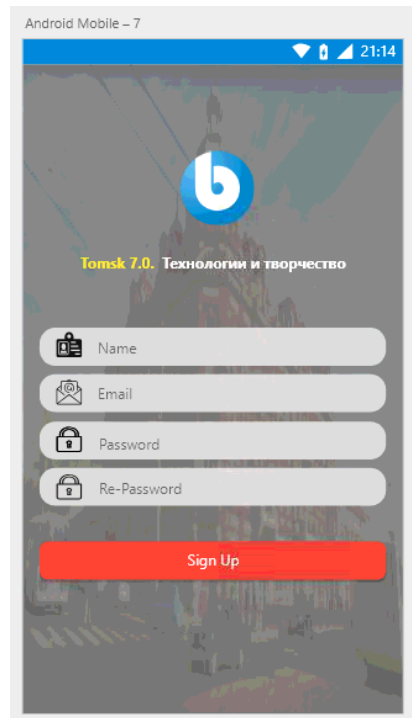 Android Mobile – 7
21:14
b
Tomsk 7.0. Технологии и творчество
Name
Email
Password
Re-Password
Sign Up